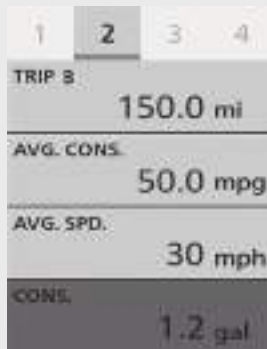 1 2 3 4
TRIP B
150.0 mi
AVG. CONS.
50.0 mpg
AVG. SPD.
30 mph
CONS.
1.2 gal